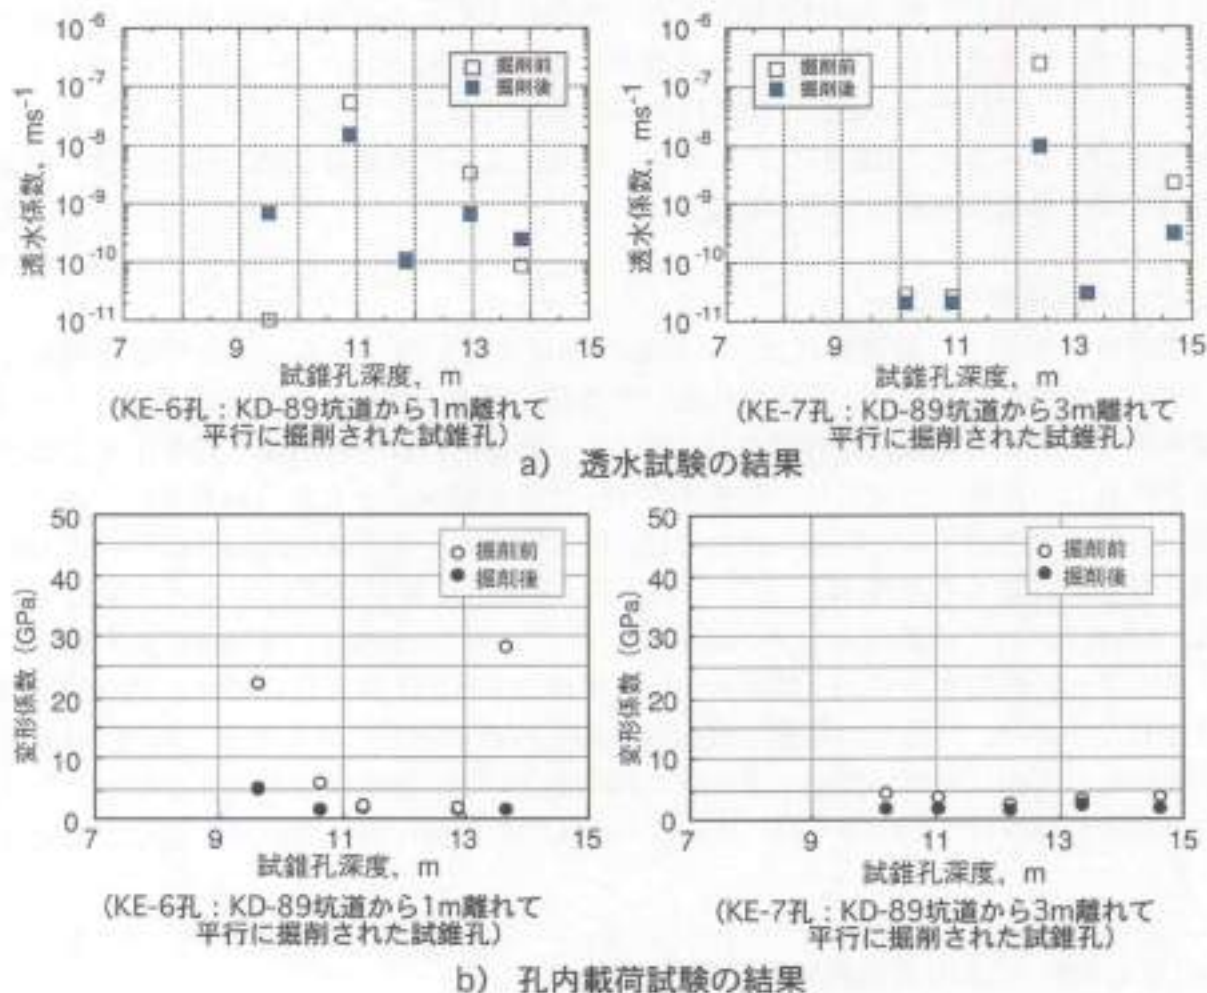 10⁻⁶
10⁻⁷
10⁻⁸
10⁻⁹
10⁻¹⁰
10⁻¹¹
透水係数, ms⁻¹
掘削前
掘削後
7 9 11 13 15
試錐孔深度, m
(KE-6孔：KD-89坑道から1m離れて
平行に掘削された試錐孔)
10⁻⁶
10⁻⁷
10⁻⁸
10⁻⁹
10⁻¹⁰
10⁻¹¹
透水係数, ms⁻¹
掘削前
掘削後
7 9 11 13 15
試錐孔深度, m
(KE-7孔：KD-89坑道から3m離れて
平行に掘削された試錐孔)
a) 透水試験の結果
50
40
30
20
10
0
変形係数 (GPa)
掘削前
掘削後
7 9 11 13 15
試錐孔深度, m
(KE-6孔：KD-89坑道から1m離れて
平行に掘削された試錐孔)
50
40
30
20
10
0
変形係数 (GPa)
掘削前
掘削後
7 9 11 13 15
試錐孔深度, m
(KE-7孔：KD-89坑道から3m離れて
平行に掘削された試錐孔)
b) 孔内載荷試験の結果